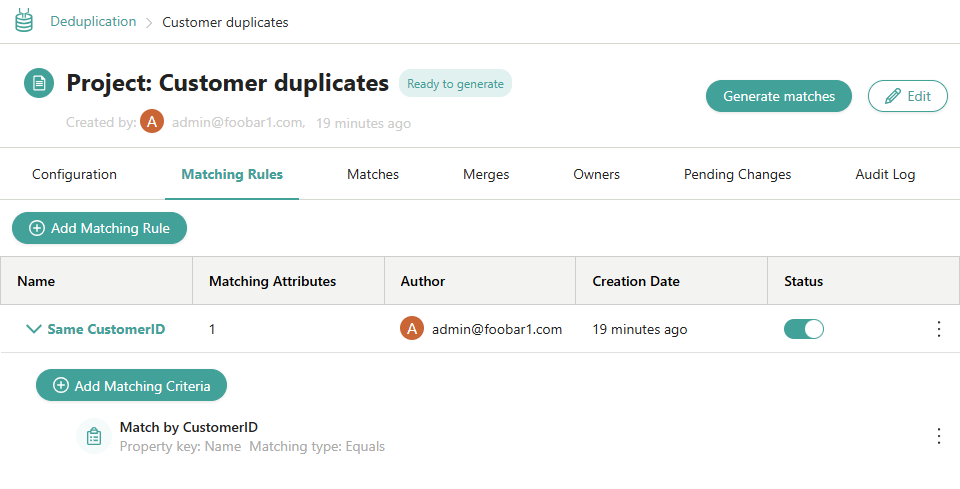 Deduplication > Customer duplicates
Project: Customer duplicates Ready to generate
Generate matches Edit
Created by: A admin@foobar1.com, 19 minutes ago
Configuration Matching Rules Matches Merges Owners Pending Changes Audit Log
Add Matching Rule
Name Matching Attributes Author Creation Date Status
Same CustomerID 1 A admin@foobar1.com 19 minutes ago
Add Matching Criteria
Match by CustomerID
Property key: Name Matching type: Equals